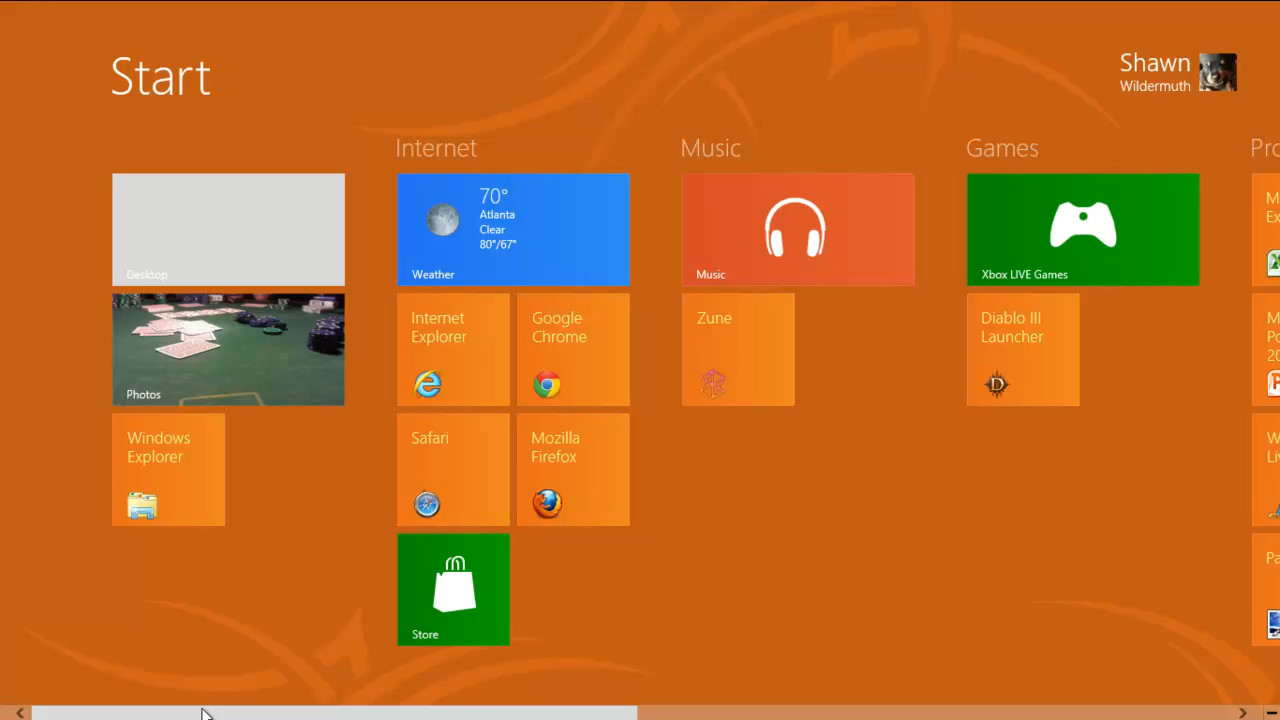 Start
Shawn
Wildermuth
Internet
Music
Games
Pro
Desktop
70°
Atlanta
Clear
80°/67°
Weather
Music
Xbox LIVE Games
Photos
Internet
Explorer
Google
Chrome
Zune
Diablo III
Launcher
Windows
Explorer
Safari
Mozilla
Firefox
Store